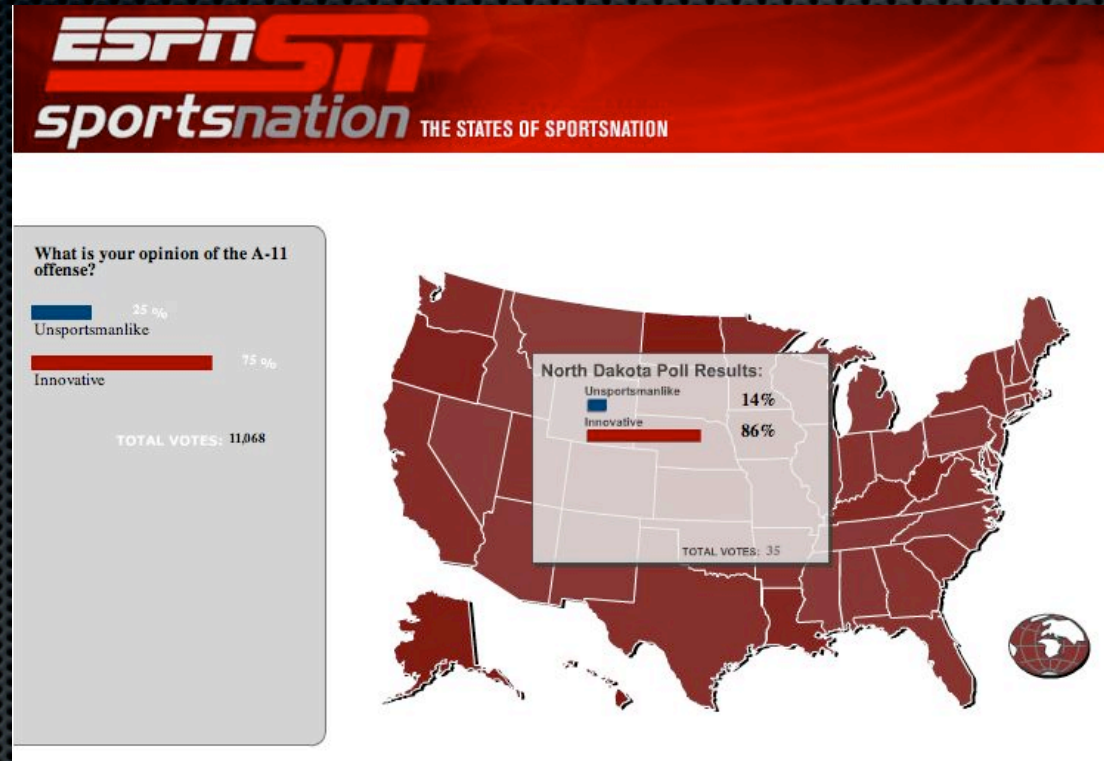 ESPN SN
sportsnation THE STATES OF SPORTSNATION
What is your opinion of the A-11
offense?
25 %
Unsportsmanlike
75 %
Innovative
TOTAL VOTES: 11,068
North Dakota Poll Results:
Unsportsmanlike
14%
Innovative
86%
TOTAL VOTES: 35